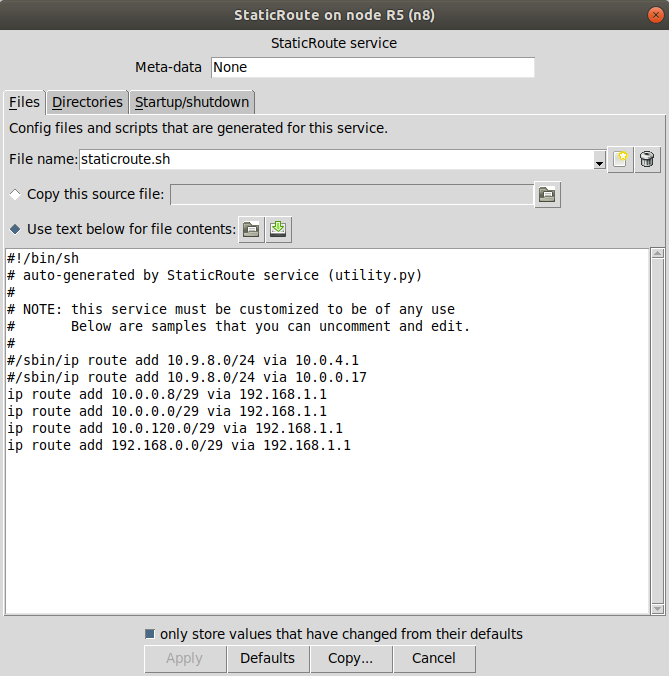 StaticRoute on node R5 (n8)
StaticRoute service
Meta-data None
Files Directories Startup/shutdown
Config files and scripts that are generated for this service.
File name: staticroute.sh
Copy this source file:
Use text below for file contents:
#!/bin/sh
# auto-generated by StaticRoute service (utility.py)
#
# NOTE: this service must be customized to be of any use
#       Below are samples that you can uncomment and edit.
#
#/sbin/ip route add 10.9.8.0/24 via 10.0.4.1
#/sbin/ip route add 10.9.8.0/24 via 10.0.0.17
ip route add 10.0.0.8/29 via 192.168.1.1
ip route add 10.0.0.0/29 via 192.168.1.1
ip route add 10.0.120.0/29 via 192.168.1.1
ip route add 192.168.0.0/29 via 192.168.1.1
only store values that have changed from their defaults
Apply Defaults Copy... Cancel